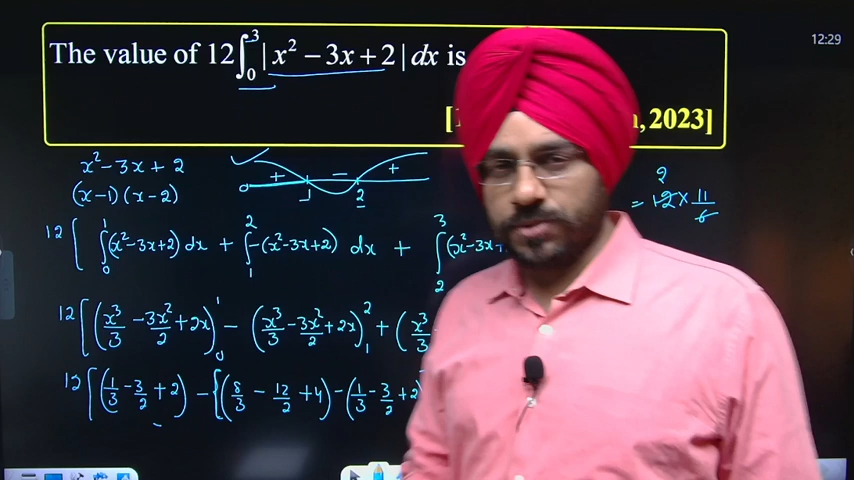 12:29
The value of 12∫₀³ | x² − 3x + 2 | dx is
, 2023]
x² − 3x + 2
(x−1)(x−2)
0 + 1 − 2 +
= 12 × 11/6
2
12 [ ∫₀¹ (x²−3x+2) dx + ∫₁² −(x²−3x+2) dx + ∫₂³ (x²−3x+
12 [ (x³/3 − 3x²/2 + 2x)₀¹ − (x³/3 − 3x²/2 + 2x)₁² + (x³/3
12 [ (1/3 − 3/2 + 2) − { (8/3 − 12/2 + 4) − (1/3 − 3/2 + 2)